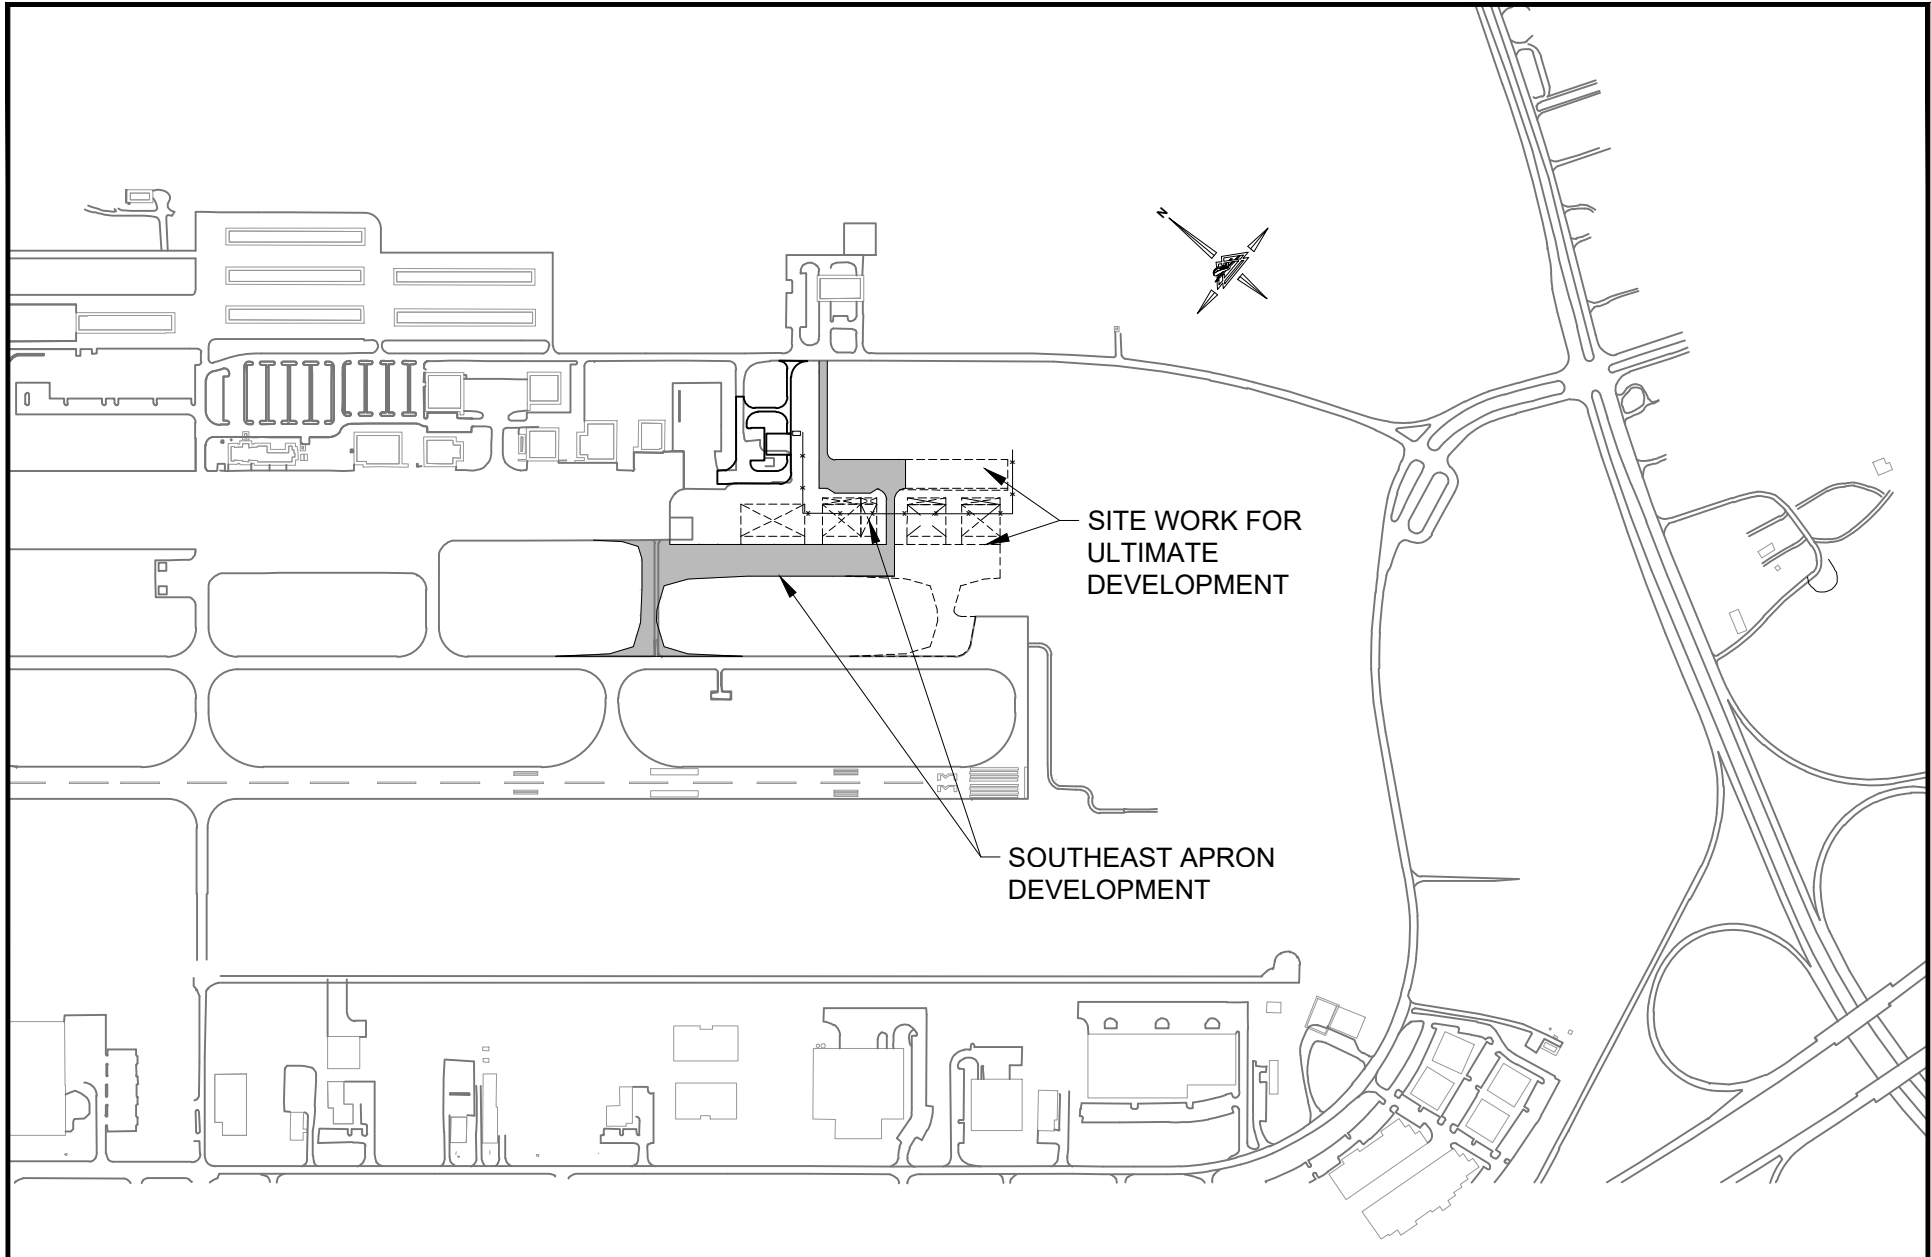 N
SITE WORK FOR
ULTIMATE
DEVELOPMENT
SOUTHEAST APRON
DEVELOPMENT